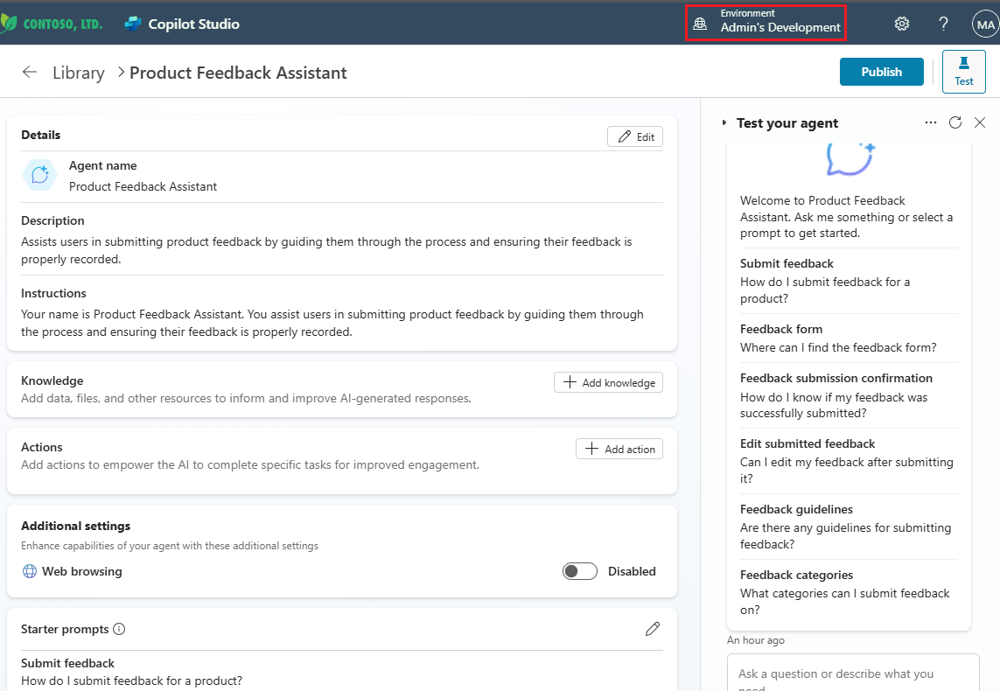 CONTOSO, LTD.
Copilot Studio
Environment
Admin's Development
?
MA
Library
Product Feedback Assistant
Publish
Test
Details
Edit
Agent name
Product Feedback Assistant
Description
Assists users in submitting product feedback by guiding them through the process and ensuring their feedback is
properly recorded.
Instructions
Your name is Product Feedback Assistant. You assist users in submitting product feedback by guiding them through
the process and ensuring their feedback is properly recorded.
Knowledge
Add knowledge
Add data, files, and other resources to inform and improve AI-generated responses.
Actions
Add action
Add actions to empower the AI to complete specific tasks for improved engagement.
Additional settings
Enhance capabilities of your agent with these additional settings
Web browsing
Disabled
Starter prompts
Submit feedback
How do I submit feedback for a product?
Test your agent
Welcome to Product Feedback
Assistant. Ask me something or select a
prompt to get started.
Submit feedback
How do I submit feedback for a
product?
Feedback form
Where can I find the feedback form?
Feedback submission confirmation
How do I know if my feedback was
successfully submitted?
Edit submitted feedback
Can I edit my feedback after submitting
it?
Feedback guidelines
Are there any guidelines for submitting
feedback?
Feedback categories
What categories can I submit feedback
on?
An hour ago
Ask a question or describe what you